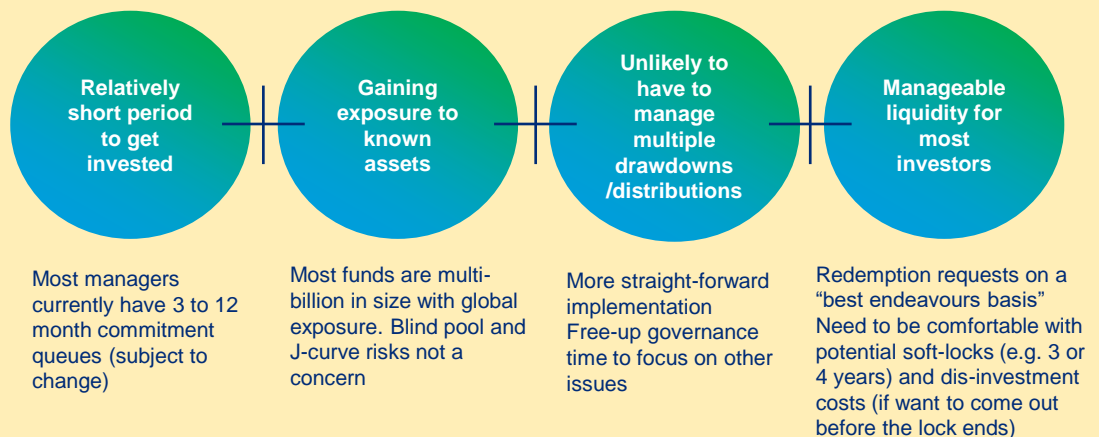 Relatively
short period
to get
invested
Gaining
exposure to
known
assets
Unlikely to
have to
manage
multiple
drawdowns
/distributions
Manageable
liquidity for
most
investors
Most managers
currently have 3 to 12
month commitment
queues (subject to
change)
Most funds are multi-
billion in size with global
exposure. Blind pool and
J-curve risks not a
concern
More straight-forward
implementation
Free-up governance
time to focus on other
issues
Redemption requests on a
“best endeavours basis”
Need to be comfortable with
potential soft-locks (e.g. 3 or
4 years) and dis-investment
costs (if want to come out
before the lock ends)